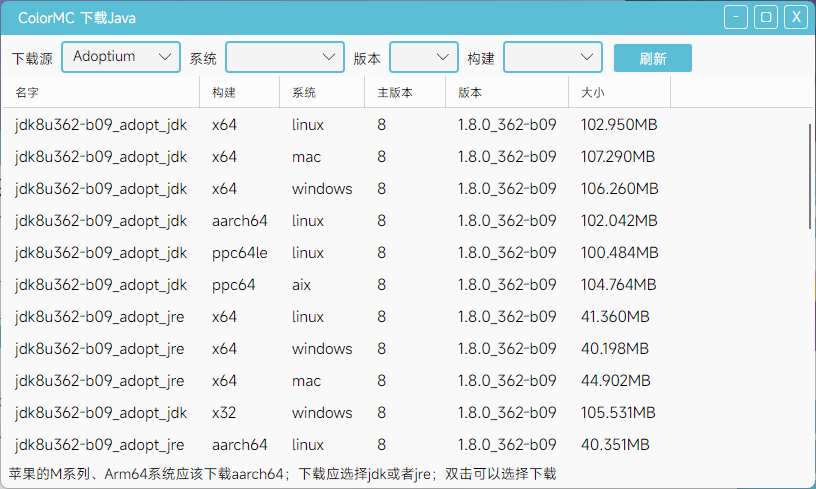 ColorMC 下载Java - X
下载源 Adoptium 系统 版本 构建 刷新
名字 构建 系统 主版本 版本 大小
jdk8u362-b09_adopt_jdk x64 linux 8 1.8.0_362-b09 102.950MB
jdk8u362-b09_adopt_jdk x64 mac 8 1.8.0_362-b09 107.290MB
jdk8u362-b09_adopt_jdk x64 windows 8 1.8.0_362-b09 106.260MB
jdk8u362-b09_adopt_jdk aarch64 linux 8 1.8.0_362-b09 102.042MB
jdk8u362-b09_adopt_jdk ppc64le linux 8 1.8.0_362-b09 100.484MB
jdk8u362-b09_adopt_jdk ppc64 aix 8 1.8.0_362-b09 104.764MB
jdk8u362-b09_adopt_jre x64 linux 8 1.8.0_362-b09 41.360MB
jdk8u362-b09_adopt_jre x64 windows 8 1.8.0_362-b09 40.198MB
jdk8u362-b09_adopt_jre x64 mac 8 1.8.0_362-b09 44.902MB
jdk8u362-b09_adopt_jdk x32 windows 8 1.8.0_362-b09 105.531MB
jdk8u362-b09_adopt_jre aarch64 linux 8 1.8.0_362-b09 40.351MB
苹果的M系列、Arm64系统应该下载aarch64；下载应选择jdk或者jre；双击可以选择下载